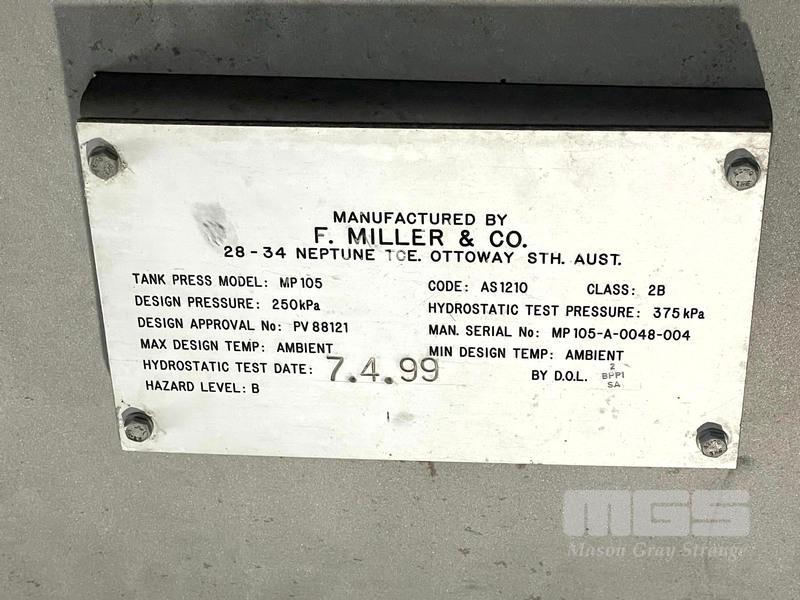 MANUFACTURED BY
F. MILLER & CO.
28-34 NEPTUNE TCE. OTTOWAY STH. AUST.
TANK PRESS MODEL: MP105
CODE: AS1210 CLASS: 2B
DESIGN PRESSURE: 250kPa
HYDROSTATIC TEST PRESSURE: 375kPa
DESIGN APPROVAL No: PV88121
MAN. SERIAL No: MP105-A-0048-004
MAX DESIGN TEMP: AMBIENT
MIN DESIGN TEMP: AMBIENT
HYDROSTATIC TEST DATE: 7.4.99
BY D.O.L. 2
BPPI
SA
HAZARD LEVEL: B
MGS
Mason Gray Strange